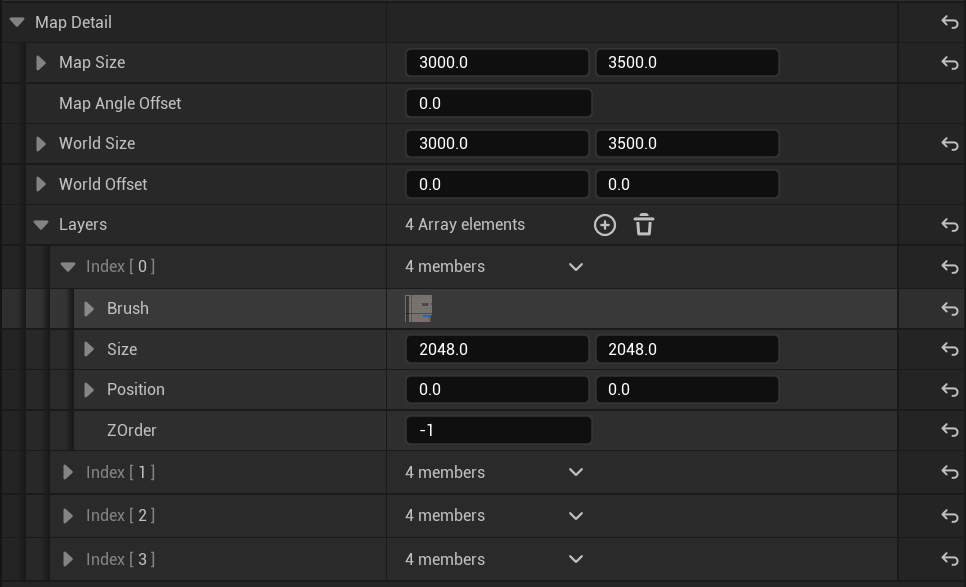 Map Detail
Map Size 3000.0 3500.0
Map Angle Offset 0.0
World Size 3000.0 3500.0
World Offset 0.0 0.0
Layers 4 Array elements
Index [ 0 ] 4 members
Brush
Size 2048.0 2048.0
Position 0.0 0.0
ZOrder -1
Index [ 1 ] 4 members
Index [ 2 ] 4 members
Index [ 3 ] 4 members